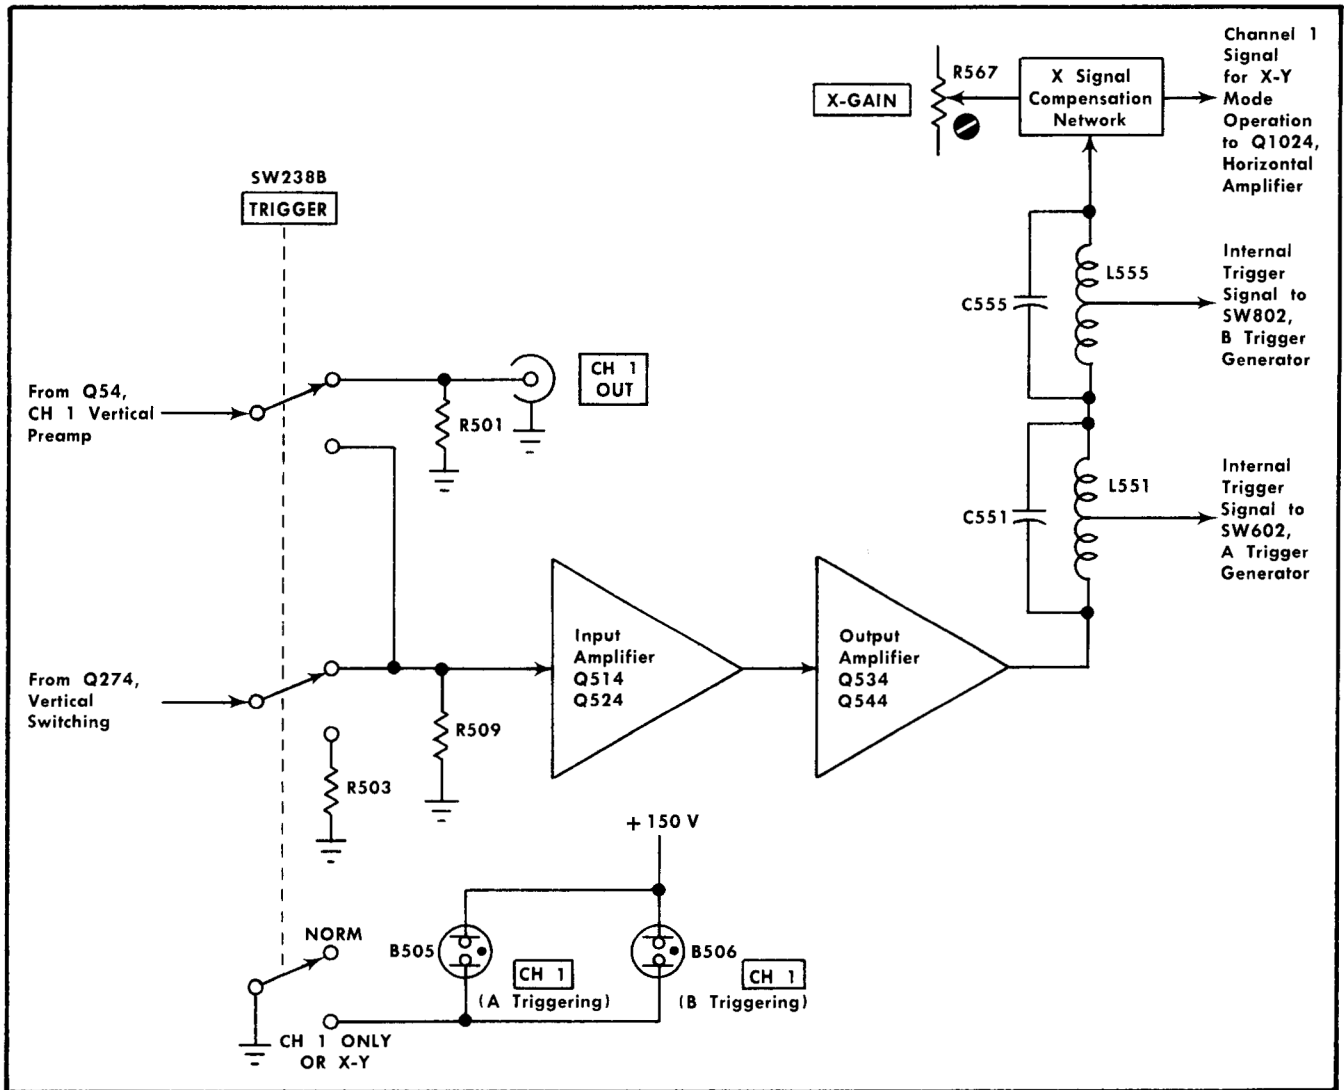 Channel 1
Signal
for X-Y
Mode
Operation
to Q1024,
Horizontal
Amplifier
R567
X-GAIN
X Signal
Compensation
Network
SW238B
TRIGGER
L555
C555
Internal
Trigger
Signal to
SW802,
B Trigger
Generator
From Q54,
CH 1 Vertical
Preamp
CH 1
OUT
R501
L551
C551
Internal
Trigger
Signal to
SW602,
A Trigger
Generator
Input
Amplifier
Q514
Q524
Output
Amplifier
Q534
Q544
From Q274,
Vertical
Switching
R509
R503
+ 150 V
NORM
B505
B506
CH 1
(A Triggering)
CH 1
(B Triggering)
CH 1 ONLY
OR X-Y